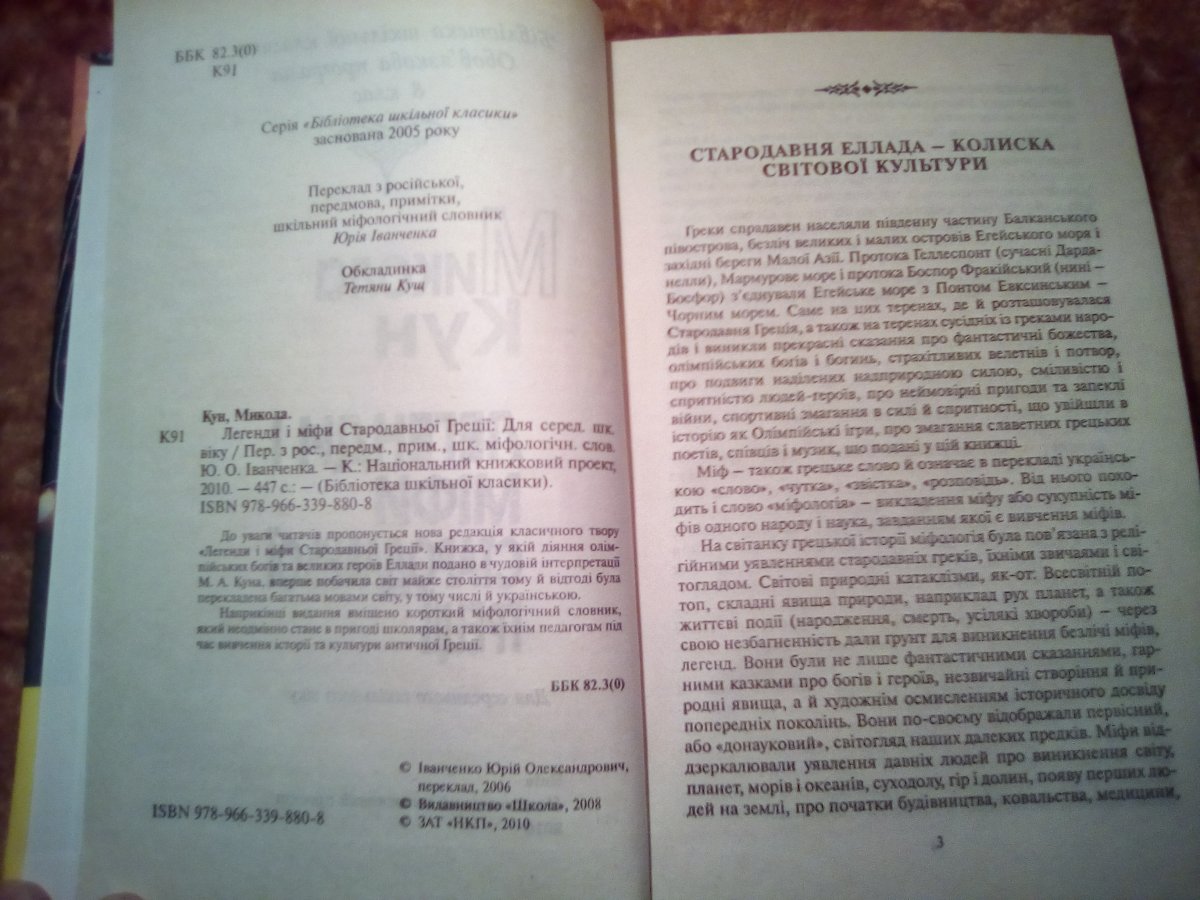 ББК 82.3(0)
К91
Серія «Бібліотека шкільної класики»
заснована 2005 року
Переклад з російської,
передмова, примітки,
шкільний міфологічний словник
Юрія Іванченка
Обкладинка
Тетяни Кущ
Кун, Микола.
К91 Легенди і міфи Стародавньої Греції: Для серед. шк.
віку / Пер. з рос., передм., прим., шк. міфологічн. слов.
Ю. О. Іванченка. — К.: Національний книжковий проект,
2010. — 447 с.: — (Бібліотека шкільної класики).
ISBN 978-966-339-880-8
До уваги читачів пропонується нова редакція класичного твору
«Легенди і міфи Стародавньої Греції». Книжка, у якій діяння олім-
пійських богів та великих героїв Еллади подано в чудовій інтерпретації
М. А. Куна, вперше побачила світ майже століття тому й відтоді була
перекладена багатьма мовами світу, у тому числі й українською.
Наприкінці видання вміщено короткий міфологічний словник,
який неодмінно стане в пригоді школярам, а також їхнім педагогам під
час вивчення історії та культури античної Греції.
ББК 82.3(0)
© Іванченко Юрій Олександрович,
переклад, 2006
© Видавництво «Школа», 2008
© ЗАТ «НКП», 2010
ISBN 978-966-339-880-8
СТАРОДАВНЯ ЕЛЛАДА – КОЛИСКА
СВІТОВОЇ КУЛЬТУРИ
Греки спрадавен населяли південну частину Балканського
півострова, безліч великих і малих островів Егейського моря і
західні береги Малої Азії. Протока Геллеспонт (сучасні Дарда-
нелли), Мармурове море і протока Боспор Фракійський (нині –
Босфор) з’єднували Егейське море з Понтом Евксинським –
Чорним морем. Саме на цих теренах, де й розташовувалася
Стародавня Греція, а також на теренах сусідніх із греками наро-
дів і виникли прекрасні сказання про фантастичні божества,
олімпійських богів і богинь, страхітливих велетнів і потвор,
про подвиги наділених надприродною силою, сміливістю і
спритністю людей-героїв, про неймовірні пригоди та запеклі
війни, спортивні змагання в силі й спритності, що увійшли в
історію як Олімпійські ігри, про змагання славетних грецьких
поетів, співців і музик, що подані у цій книжці.
Міф – також грецьке слово й означає в перекладі українсь-
кою «слово», «чутка», «звістка», «розповідь». Від нього похо-
дить і слово «міфологія» – викладення міфу або сукупність мі-
фів одного народу і наука, завданням якої є вивчення міфів.
На світанку грецької історії міфологія була пов’язана з релі-
гійними уявленнями стародавніх греків, їхніми звичаями і сві-
тоглядом. Світові природні катаклізми, як-от: Всесвітній по-
топ, складні явища природи, наприклад рух планет, а також
життєві події (народження, смерть, усілякі хвороби) – через
свою незбагненність дали грунт для виникнення безлічі міфів,
легенд. Вони були не лише фантастичними сказаннями, гар-
ними казками про богів і героїв, незвичайні створіння й при-
родні явища, а й художнім осмисленням історичного досвіду
попередніх поколінь. Вони по-своєму відображали первісний,
або «донауковий», світогляд наших далеких предків. Міфи від-
дзеркалювали уявлення давніх людей про виникнення світу,
планет, морів і океанів, суходолу, гір і долин, появу перших лю-
дей на землі, про початки будівництва, ковальства, медицини,
3